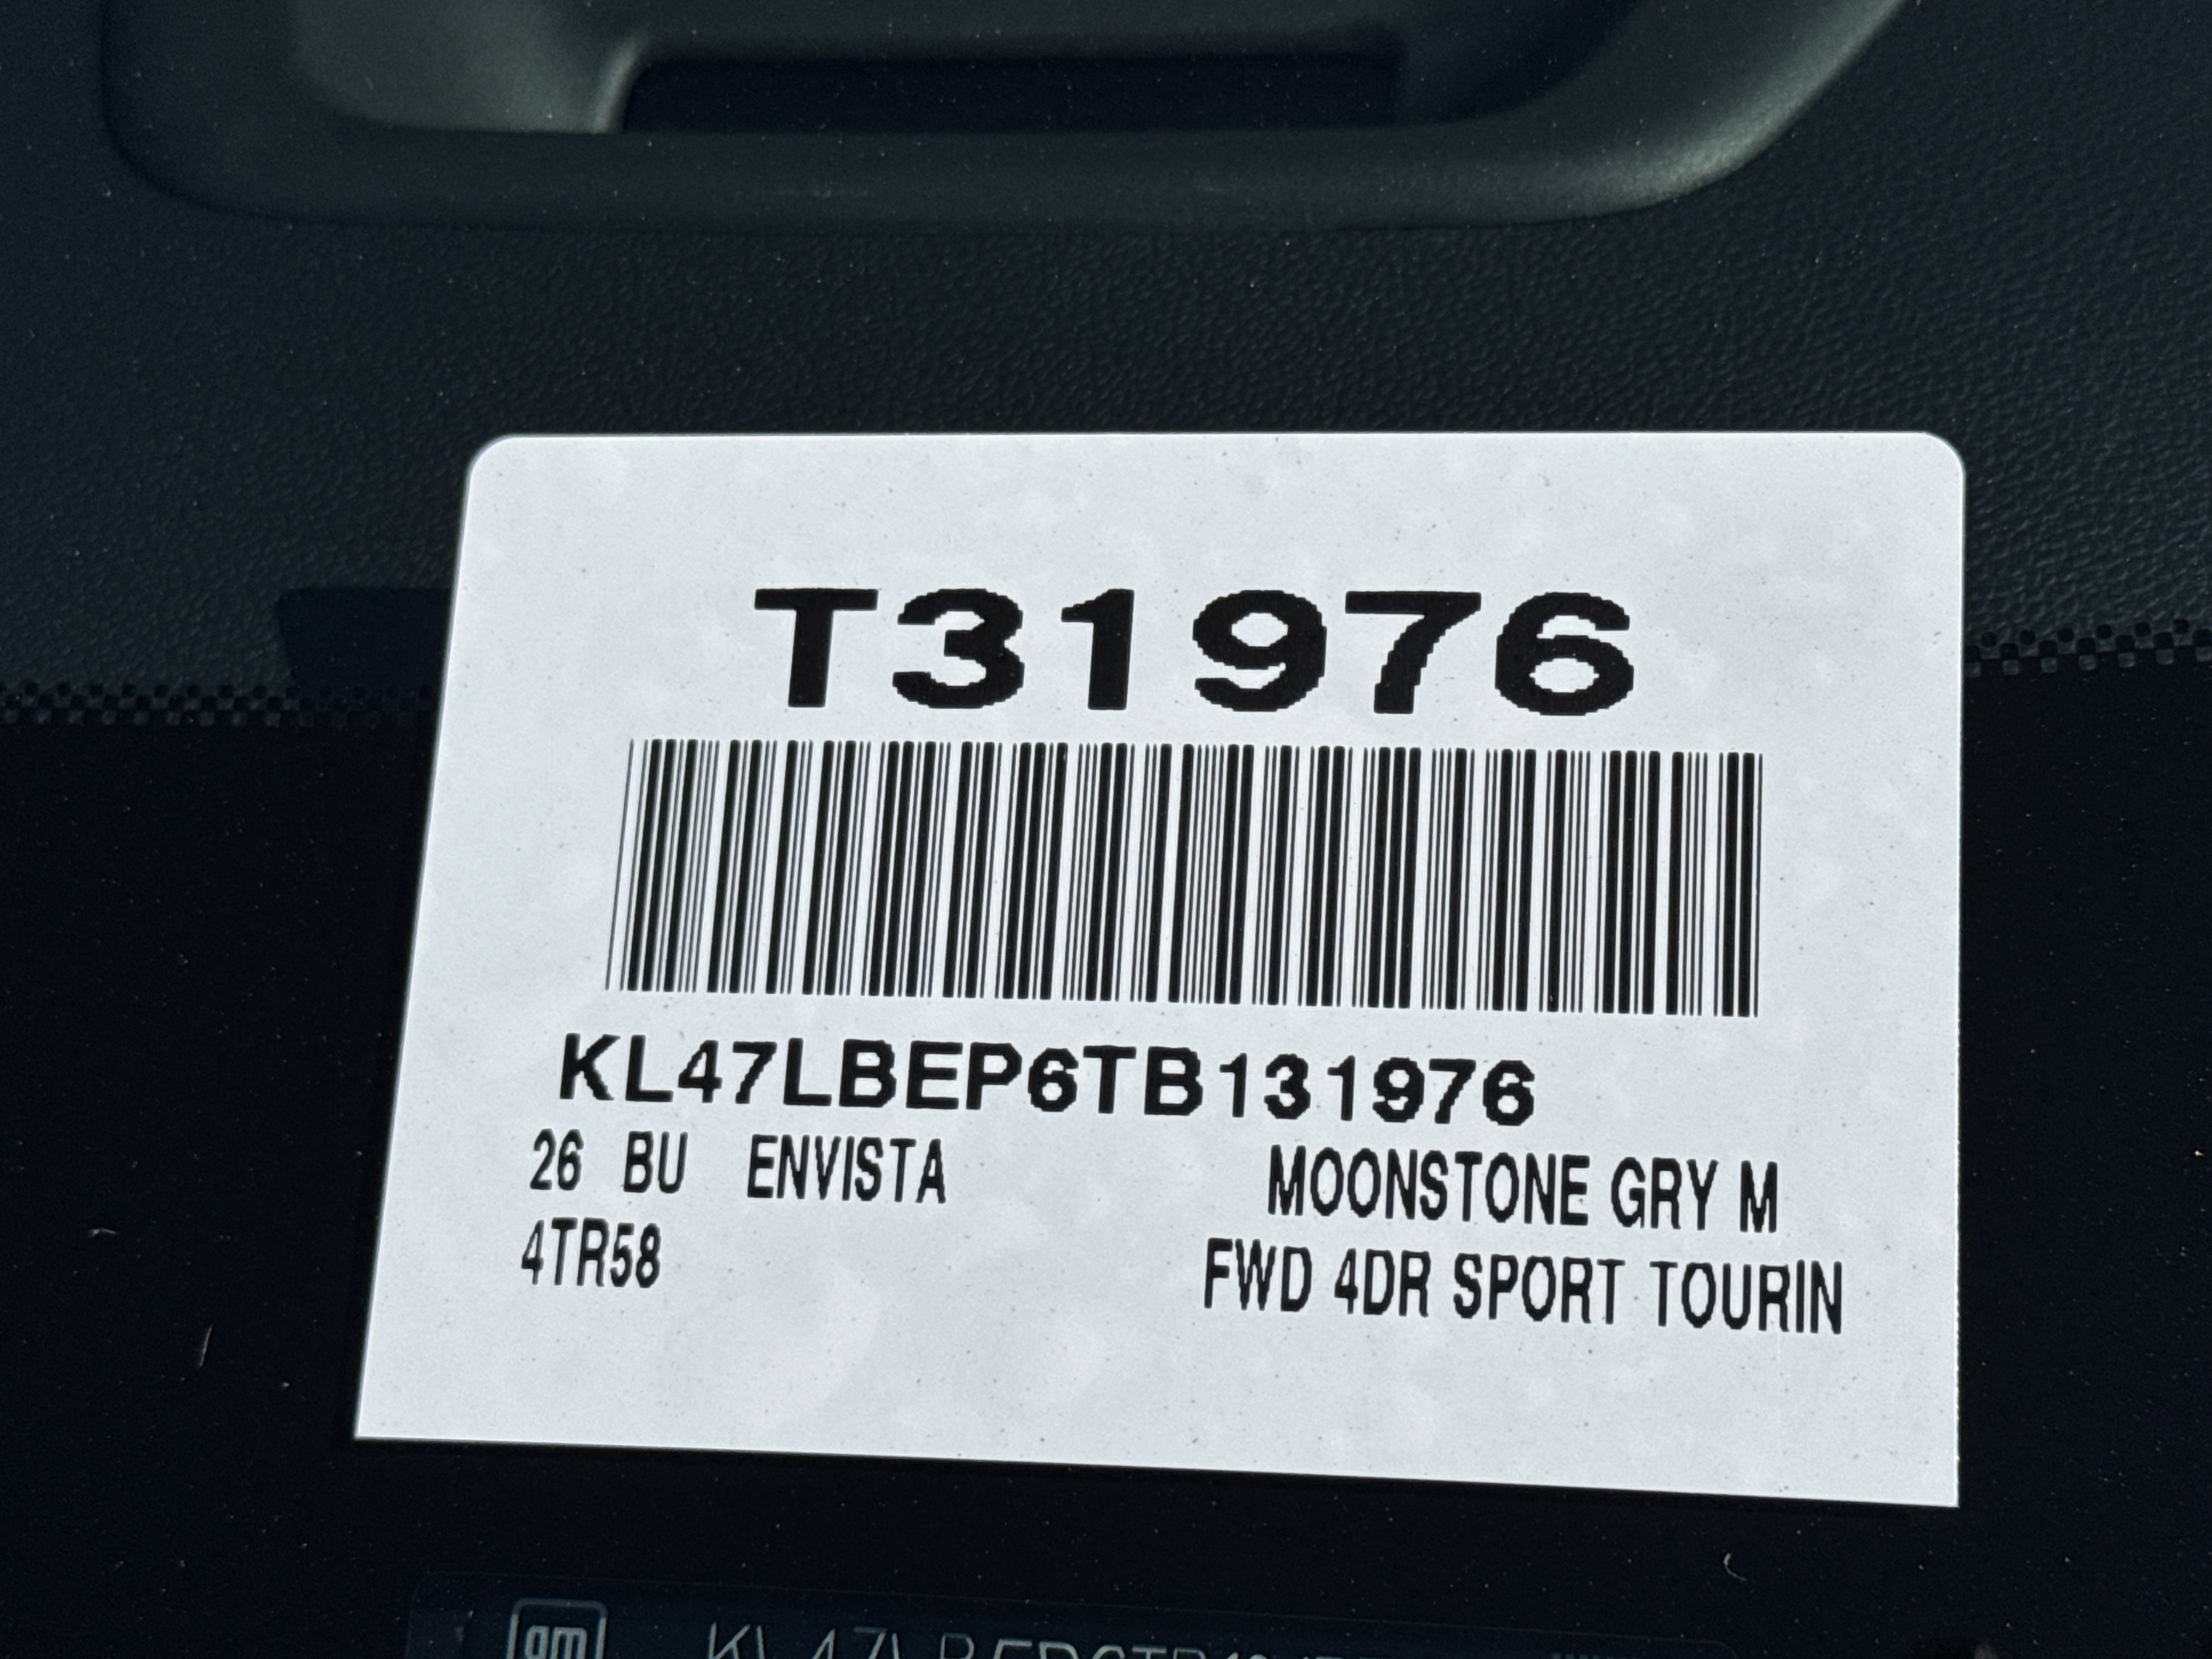 T31976
KL47LBEP6TB131976
26 BU ENVISTA MOONSTONE GRY M
4TR58 FWD 4DR SPORT TOURIN
gm